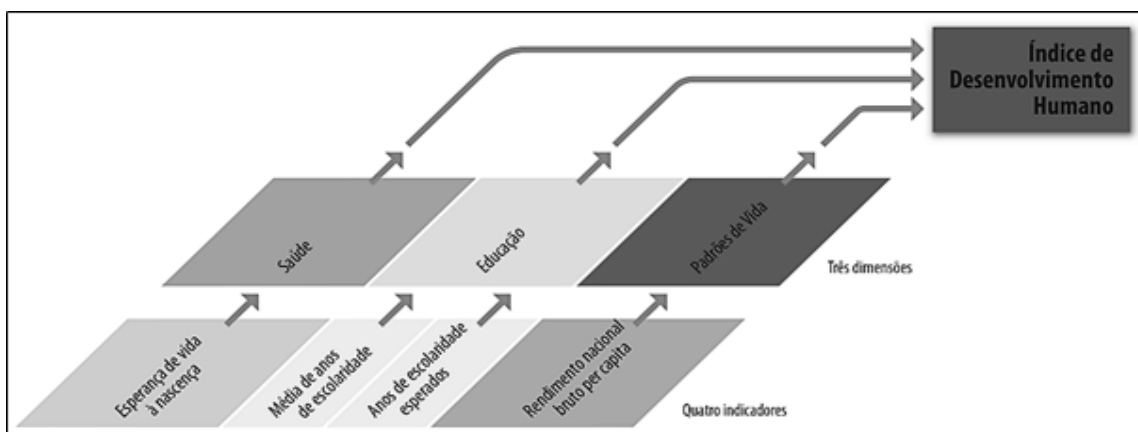 Índice de
Desenvolvimento
Humano
Saúde
Educação
Padrões de Vida
Três dimensões
Esperança de vida
à nascença
Média de anos
de escolaridade
Anos de escolaridade
esperados
Rendimento nacional
bruto per capita
Quatro indicadores